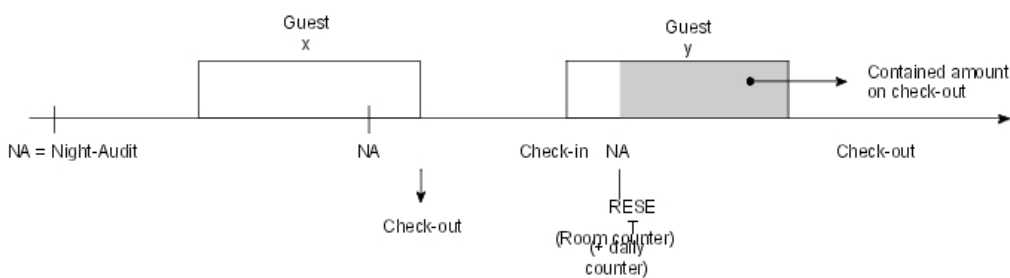 Guest
x
Guest
y
Contained amount
on check-out
NA = Night-Audit
NA
Check-in
NA
Check-out
Check-out
RESE
T
(Room counter)
(+ daily
counter)